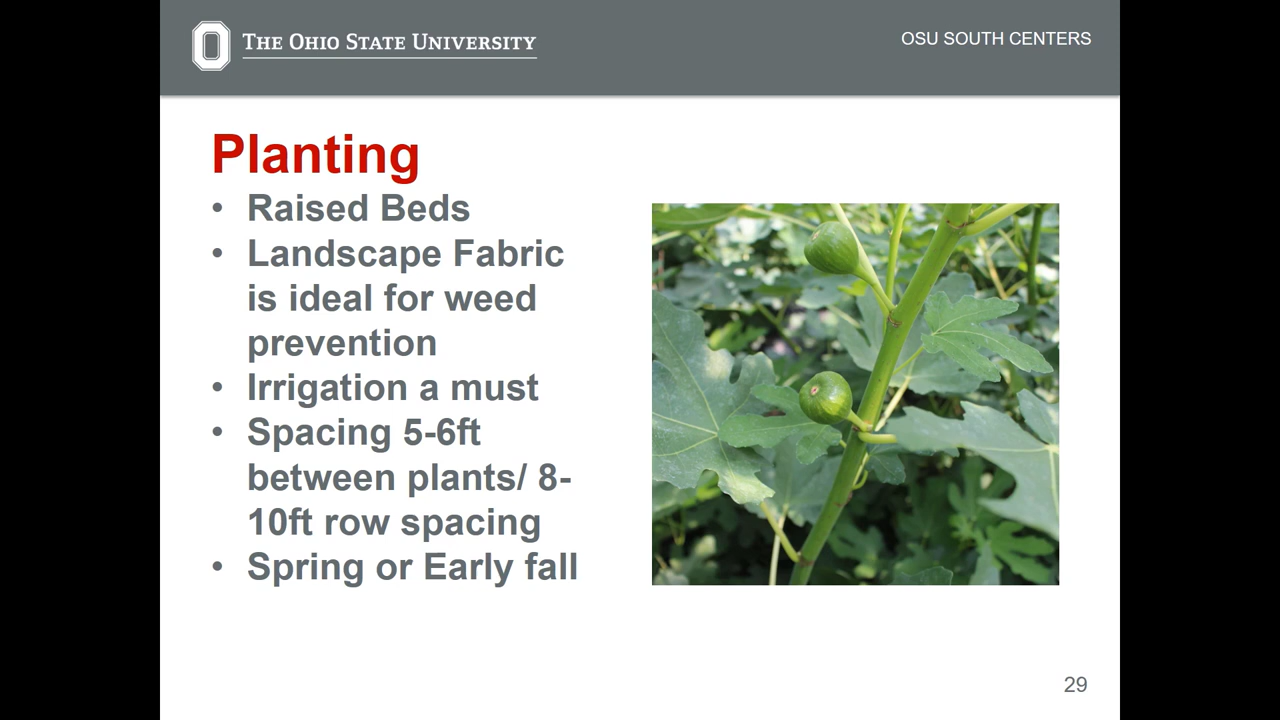 THE OHIO STATE UNIVERSITY
OSU SOUTH CENTERS
Planting
• Raised Beds
• Landscape Fabric
is ideal for weed
prevention
• Irrigation a must
• Spacing 5-6ft
between plants/ 8-
10ft row spacing
• Spring or Early fall
29